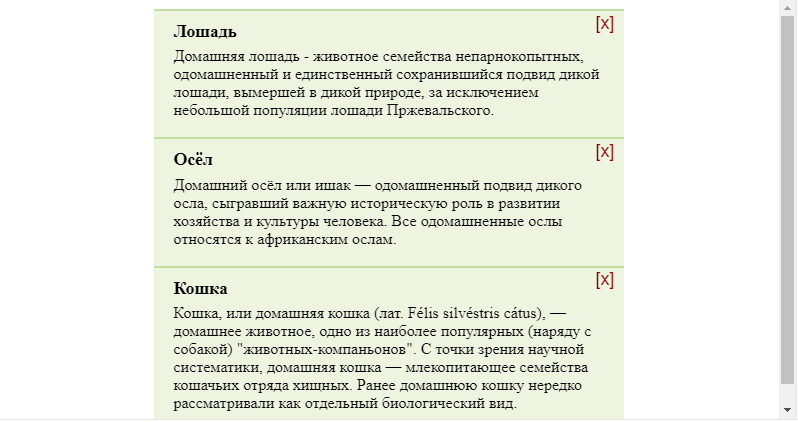 Лошадь [x]
Домашняя лошадь - животное семейства непарнокопытных,
одомашненный и единственный сохранившийся подвид дикой
лошади, вымершей в дикой природе, за исключением
небольшой популяции лошади Пржевальского.
Осёл [x]
Домашний осёл или ишак — одомашненный подвид дикого
осла, сыгравший важную историческую роль в развитии
хозяйства и культуры человека. Все одомашненные ослы
относятся к африканским ослам.
Кошка [x]
Кошка, или домашняя кошка (лат. Félis silvéstris cátus), —
домашнее животное, одно из наиболее популярных (наряду с
собакой) "животных-компаньонов". С точки зрения научной
систематики, домашняя кошка — млекопитающее семейства
кошачьих отряда хищных. Ранее домашнюю кошку нередко
рассматривали как отдельный биологический вид.